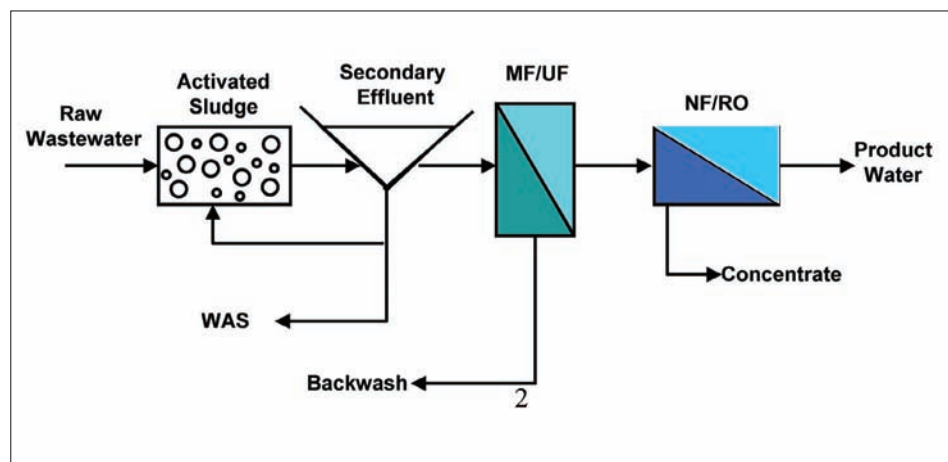 Raw
Wastewater
Activated
Sludge
Secondary
Effluent
MF/UF
NF/RO
Product
Water
Concentrate
WAS
Backwash
2